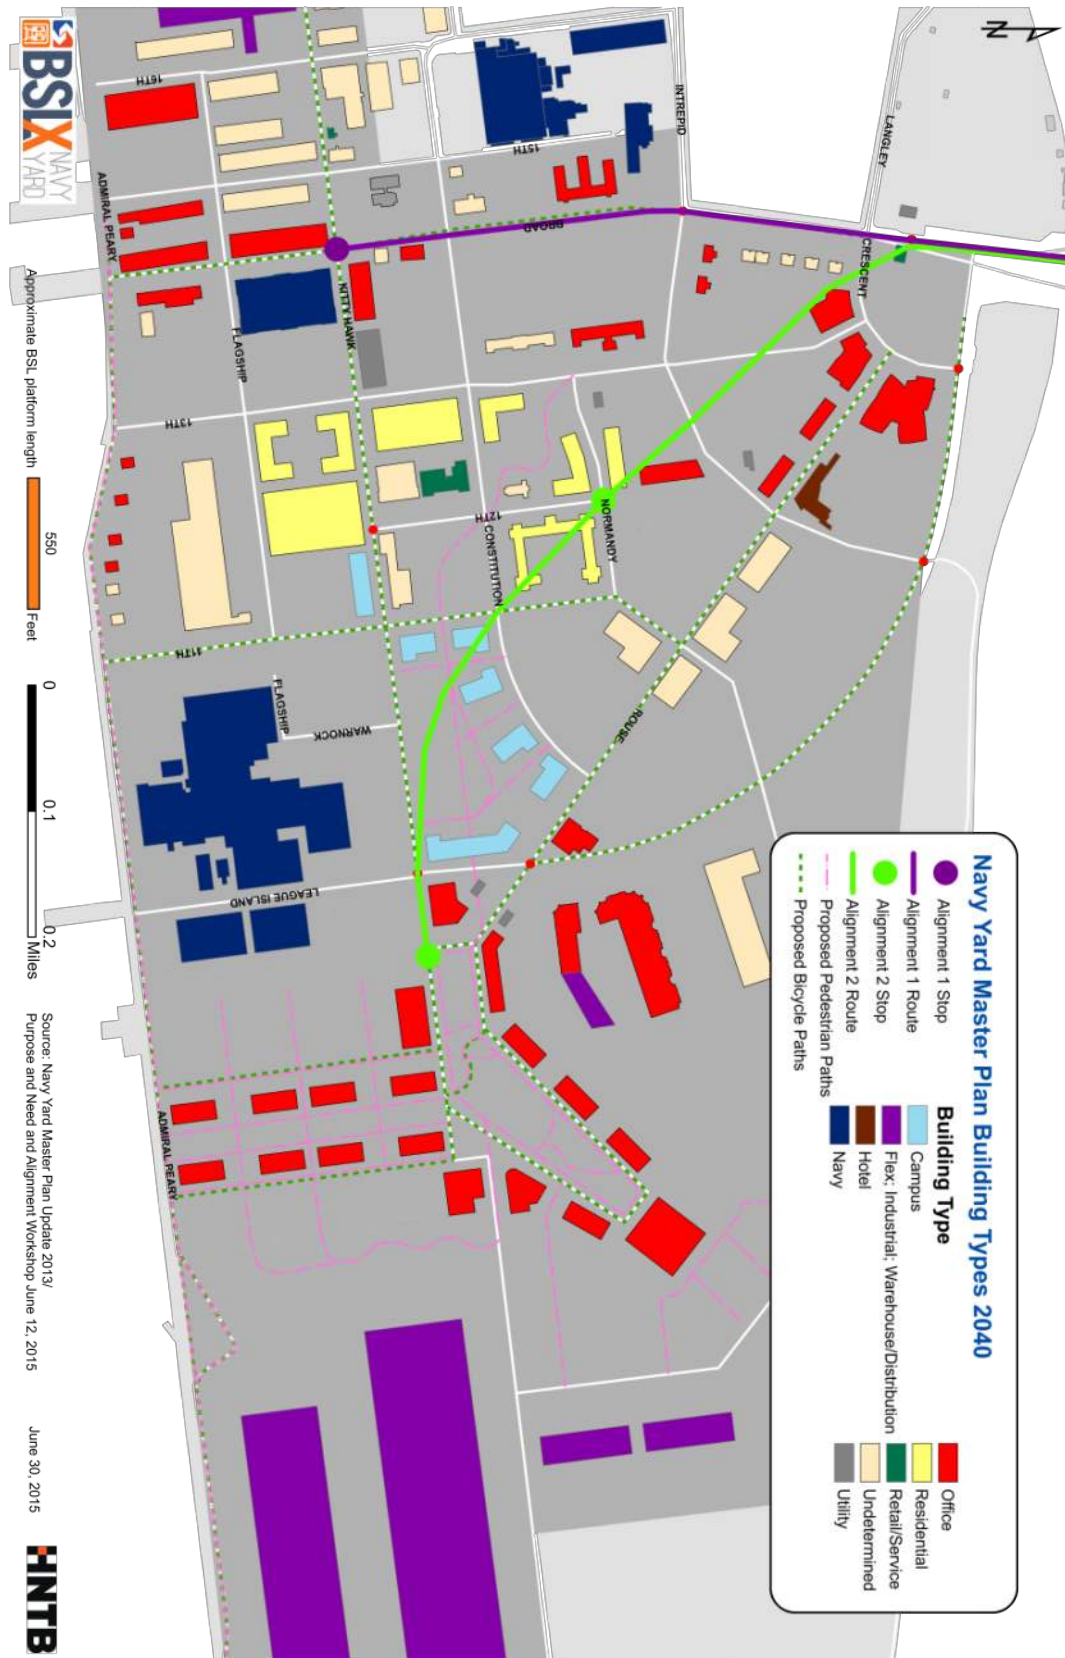 Navy Yard Master Plan Building Types 2040
Alignment 1 Stop
Alignment 1 Route
Alignment 2 Stop
Alignment 2 Route
Proposed Pedestrian Paths
Proposed Bicycle Paths
Building Type
Campus
Flex; Industrial; Warehouse/Distribution
Hotel
Navy
Office
Residential
Retail/Service
Undetermined
Utility
N
LANGLEY
INTREPID
CRESCENT
16TH
15TH
BROAD
ADMIRAL PEARY
KITTY HAWK
FLAGSHIP
13TH
NORMANDY
12TH
CONSTITUTION
11TH
ROUSE
FLAGSHIP
WARNOCK
LEAGUE ISLAND
ADMIRAL PEARY
BSLX
NAVY
YARD
Approximate BSL platform length
550
Feet
0
0.1
0.2
Miles
Source: Navy Yard Master Plan Update 2013/
Purpose and Need and Alignment Workshop June 12, 2015
June 30, 2015
HNTB